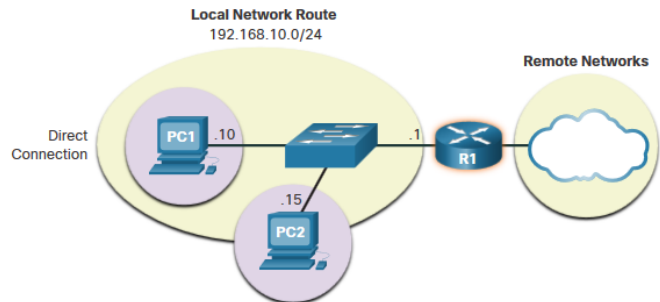 Local Network Route
192.168.10.0/24
Remote Networks
Direct
Connection
PC1
.10
.1
R1
.15
PC2